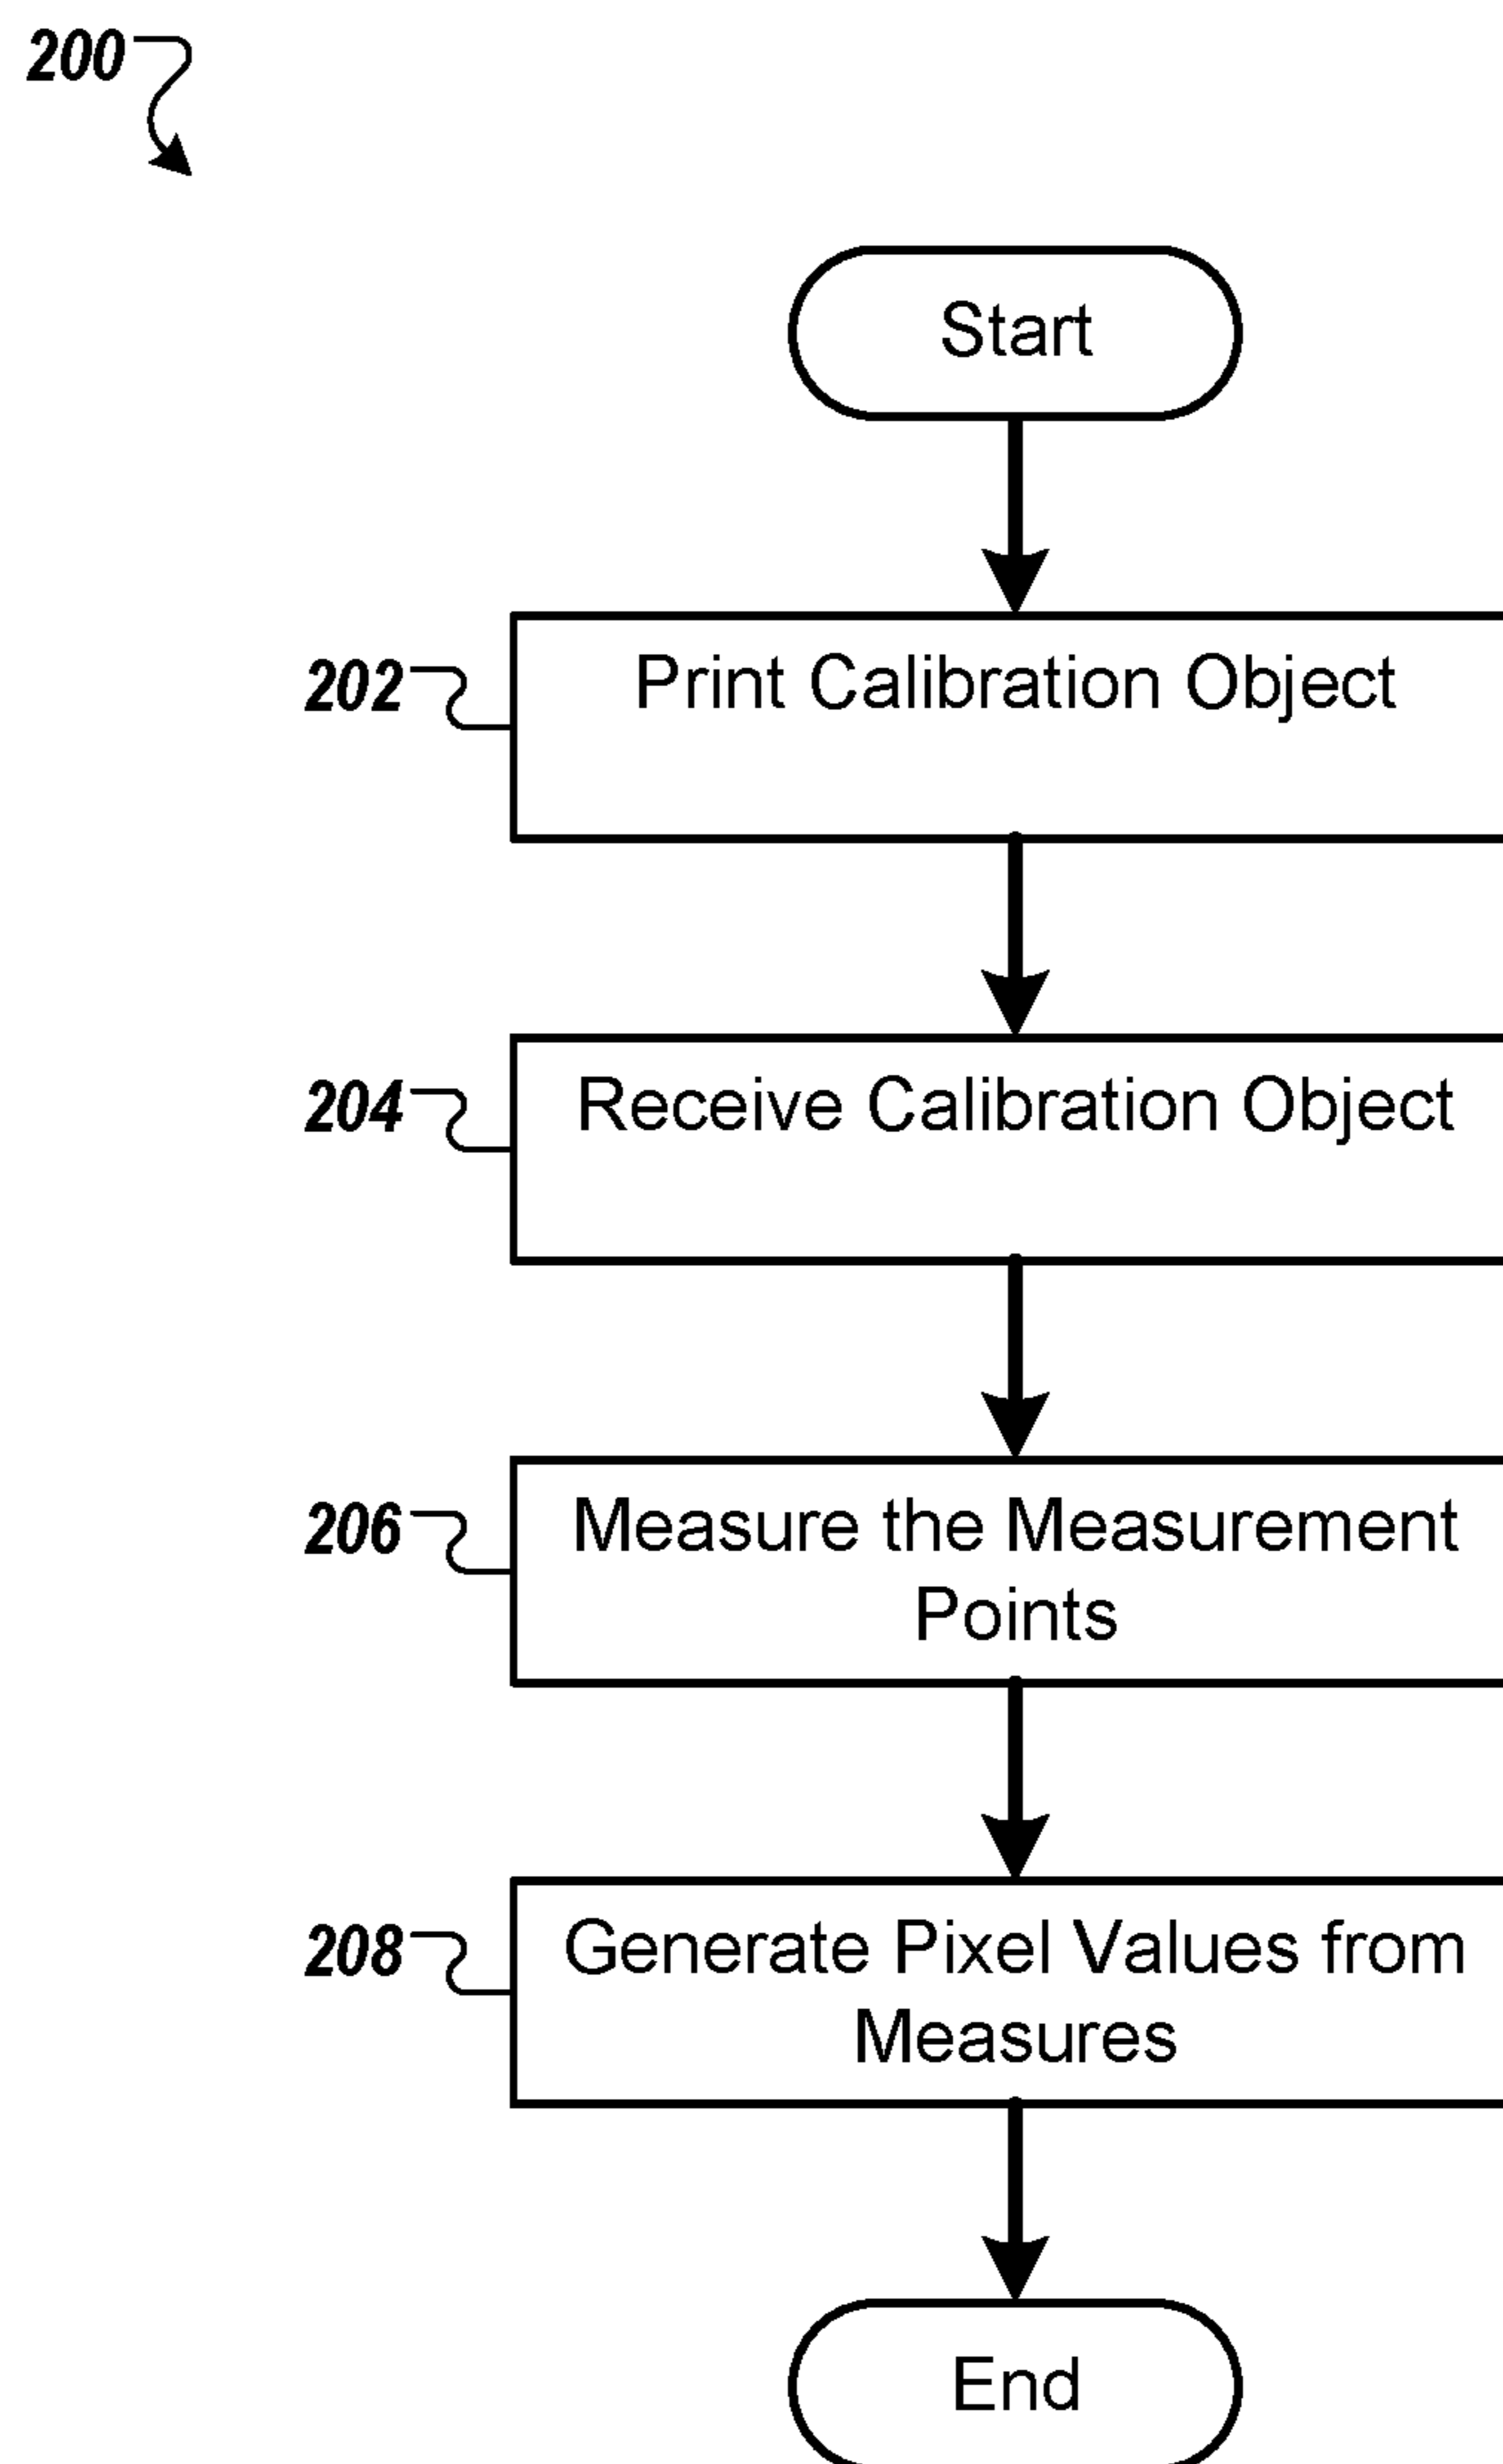 200
Start
202
Print Calibration Object
204
Receive Calibration Object
206
Measure the Measurement
Points
208
Generate Pixel Values from
Measures
End